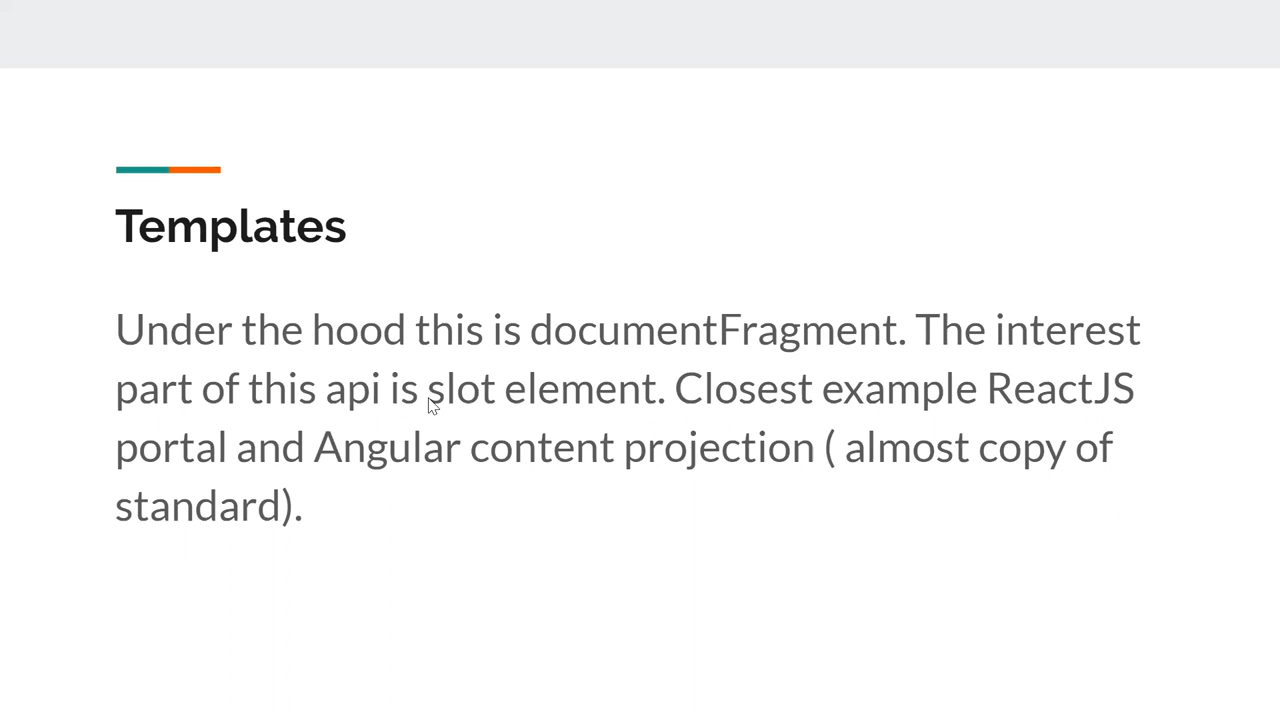 Templates
Under the hood this is documentFragment. The interest
part of this api is slot element. Closest example ReactJS
portal and Angular content projection ( almost copy of
standard).